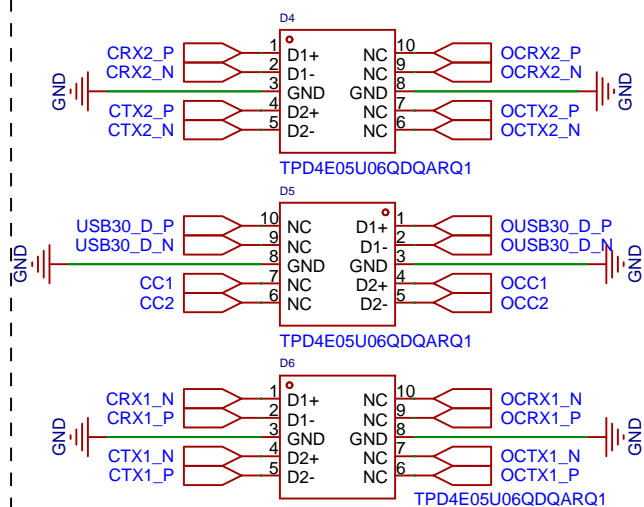 D4
CRX2_P 1 D1+ NC 10 OCRX2_P
CRX2_N 2 D1- NC 9 OCRX2_N
GND 3 GND GND 8 GND
CTX2_P 4 D2+ NC 7 OCTX2_P
CTX2_N 5 D2- NC 6 OCTX2_N
TPD4E05U06QDQARQ1
D5
USB30_D_P 10 NC D1+ 1 OUSB30_D_P
USB30_D_N 9 NC D1- 2 OUSB30_D_N
GND 8 GND GND 3 GND
CC1 7 NC D2+ 4 OCC1
CC2 6 NC D2- 5 OCC2
TPD4E05U06QDQARQ1
D6
CRX1_N 1 D1+ NC 10 OCRX1_N
CRX1_P 2 D1- NC 9 OCRX1_P
GND 3 GND GND 8 GND
CTX1_N 4 D2+ NC 7 OCTX1_N
CTX1_P 5 D2- NC 6 OCTX1_P
TPD4E05U06QDQARQ1